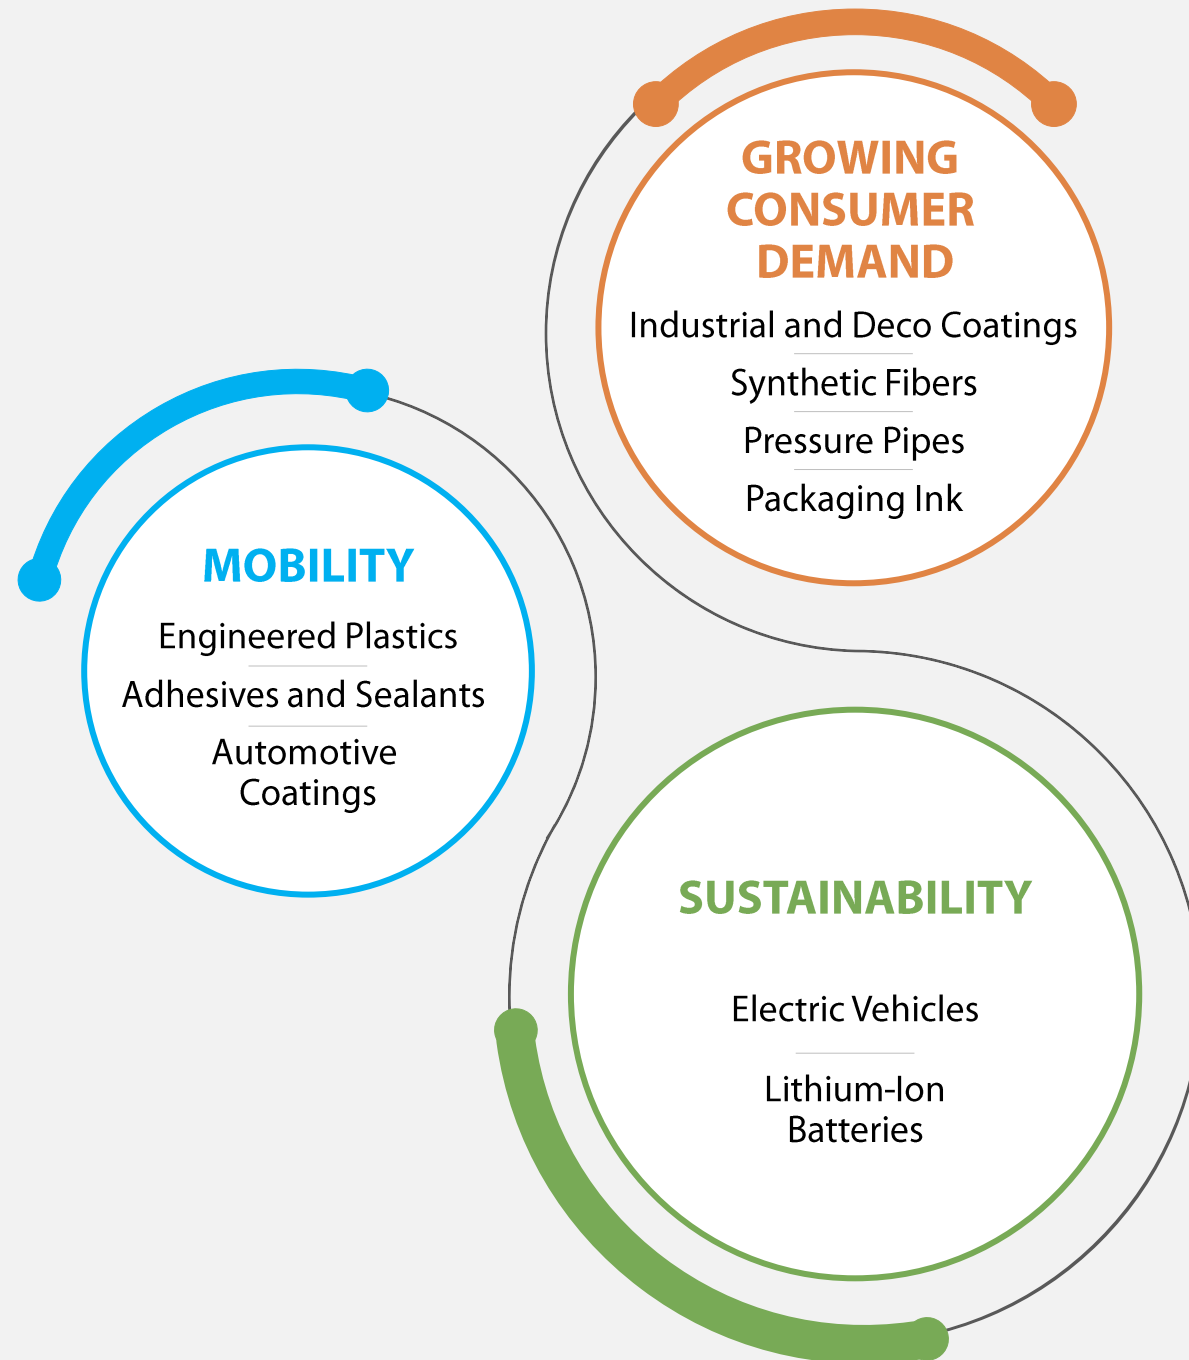 GROWING
CONSUMER
DEMAND
Industrial and Deco Coatings
Synthetic Fibers
Pressure Pipes
Packaging Ink
MOBILITY
Engineered Plastics
Adhesives and Sealants
Automotive
Coatings
SUSTAINABILITY
Electric Vehicles
Lithium-Ion
Batteries